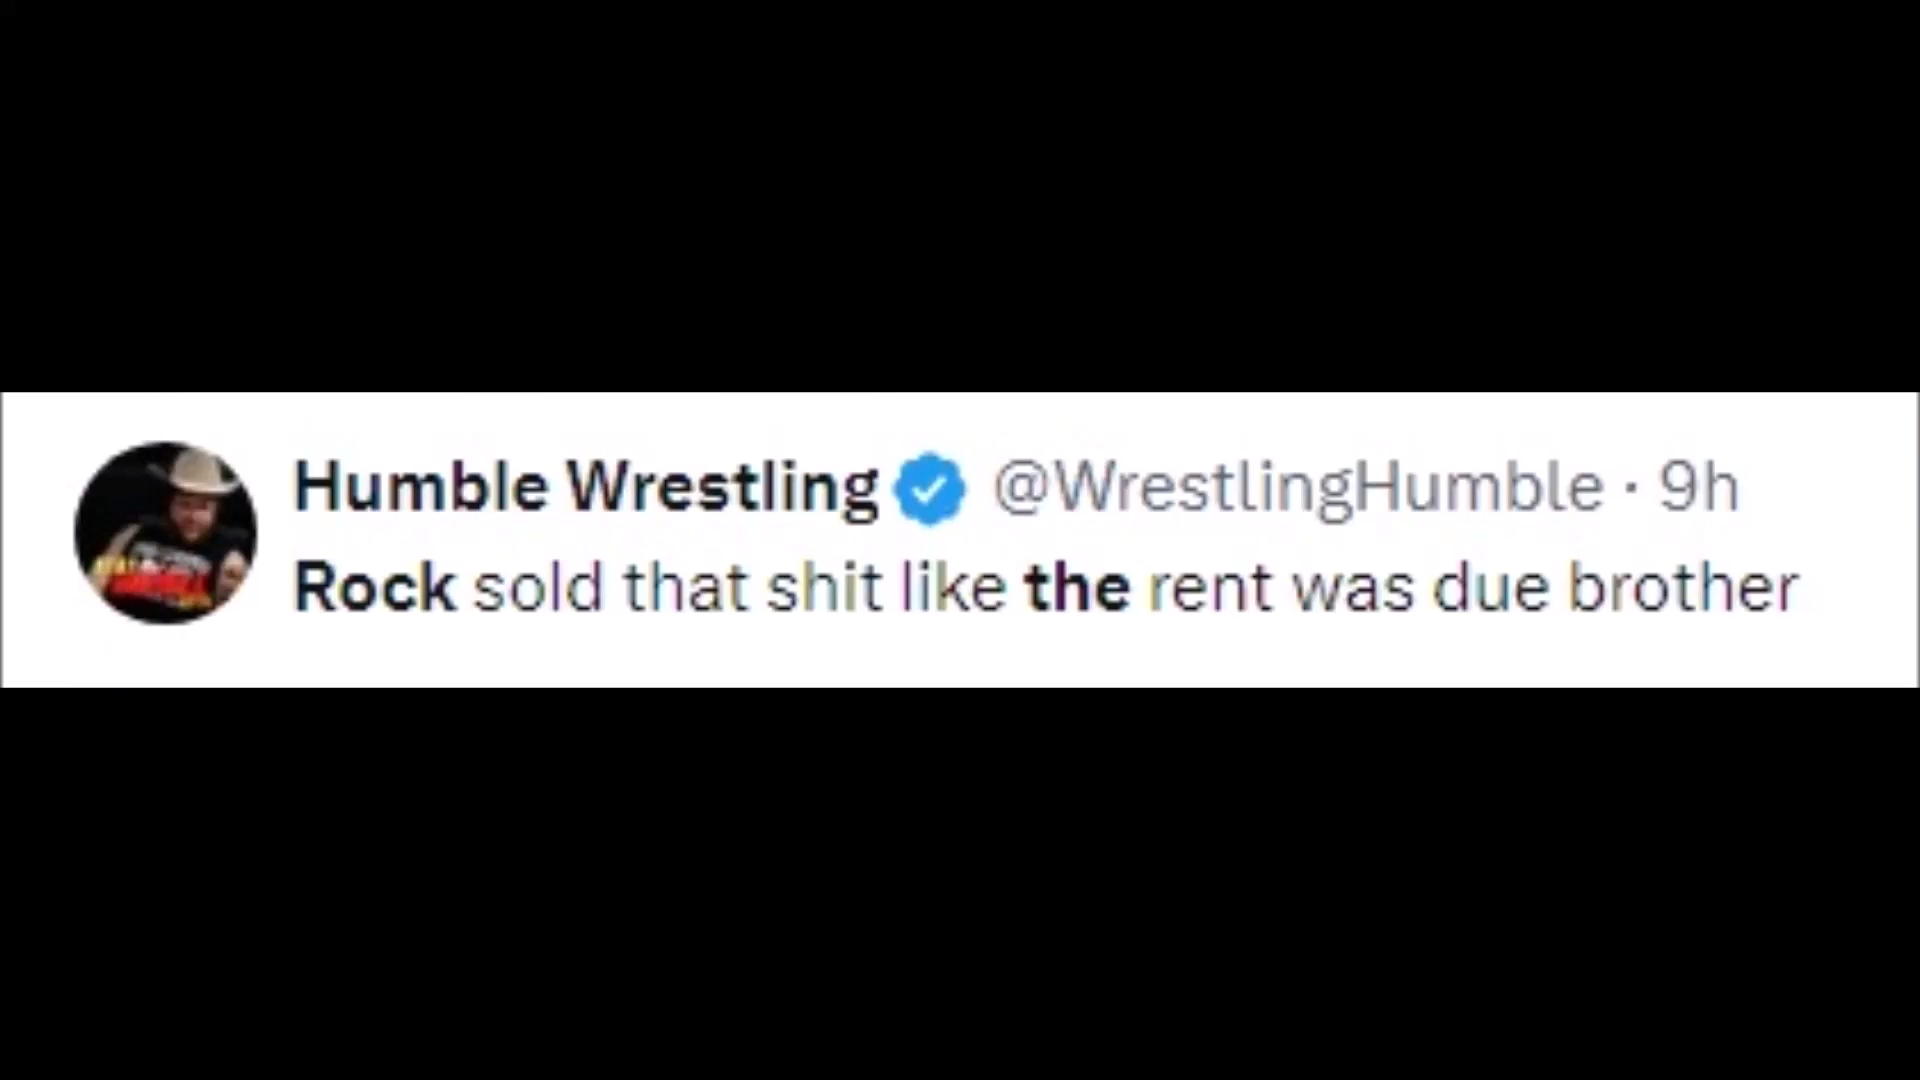 Humble Wrestling @WrestlingHumble · 9h
Rock sold that shit like the rent was due brother